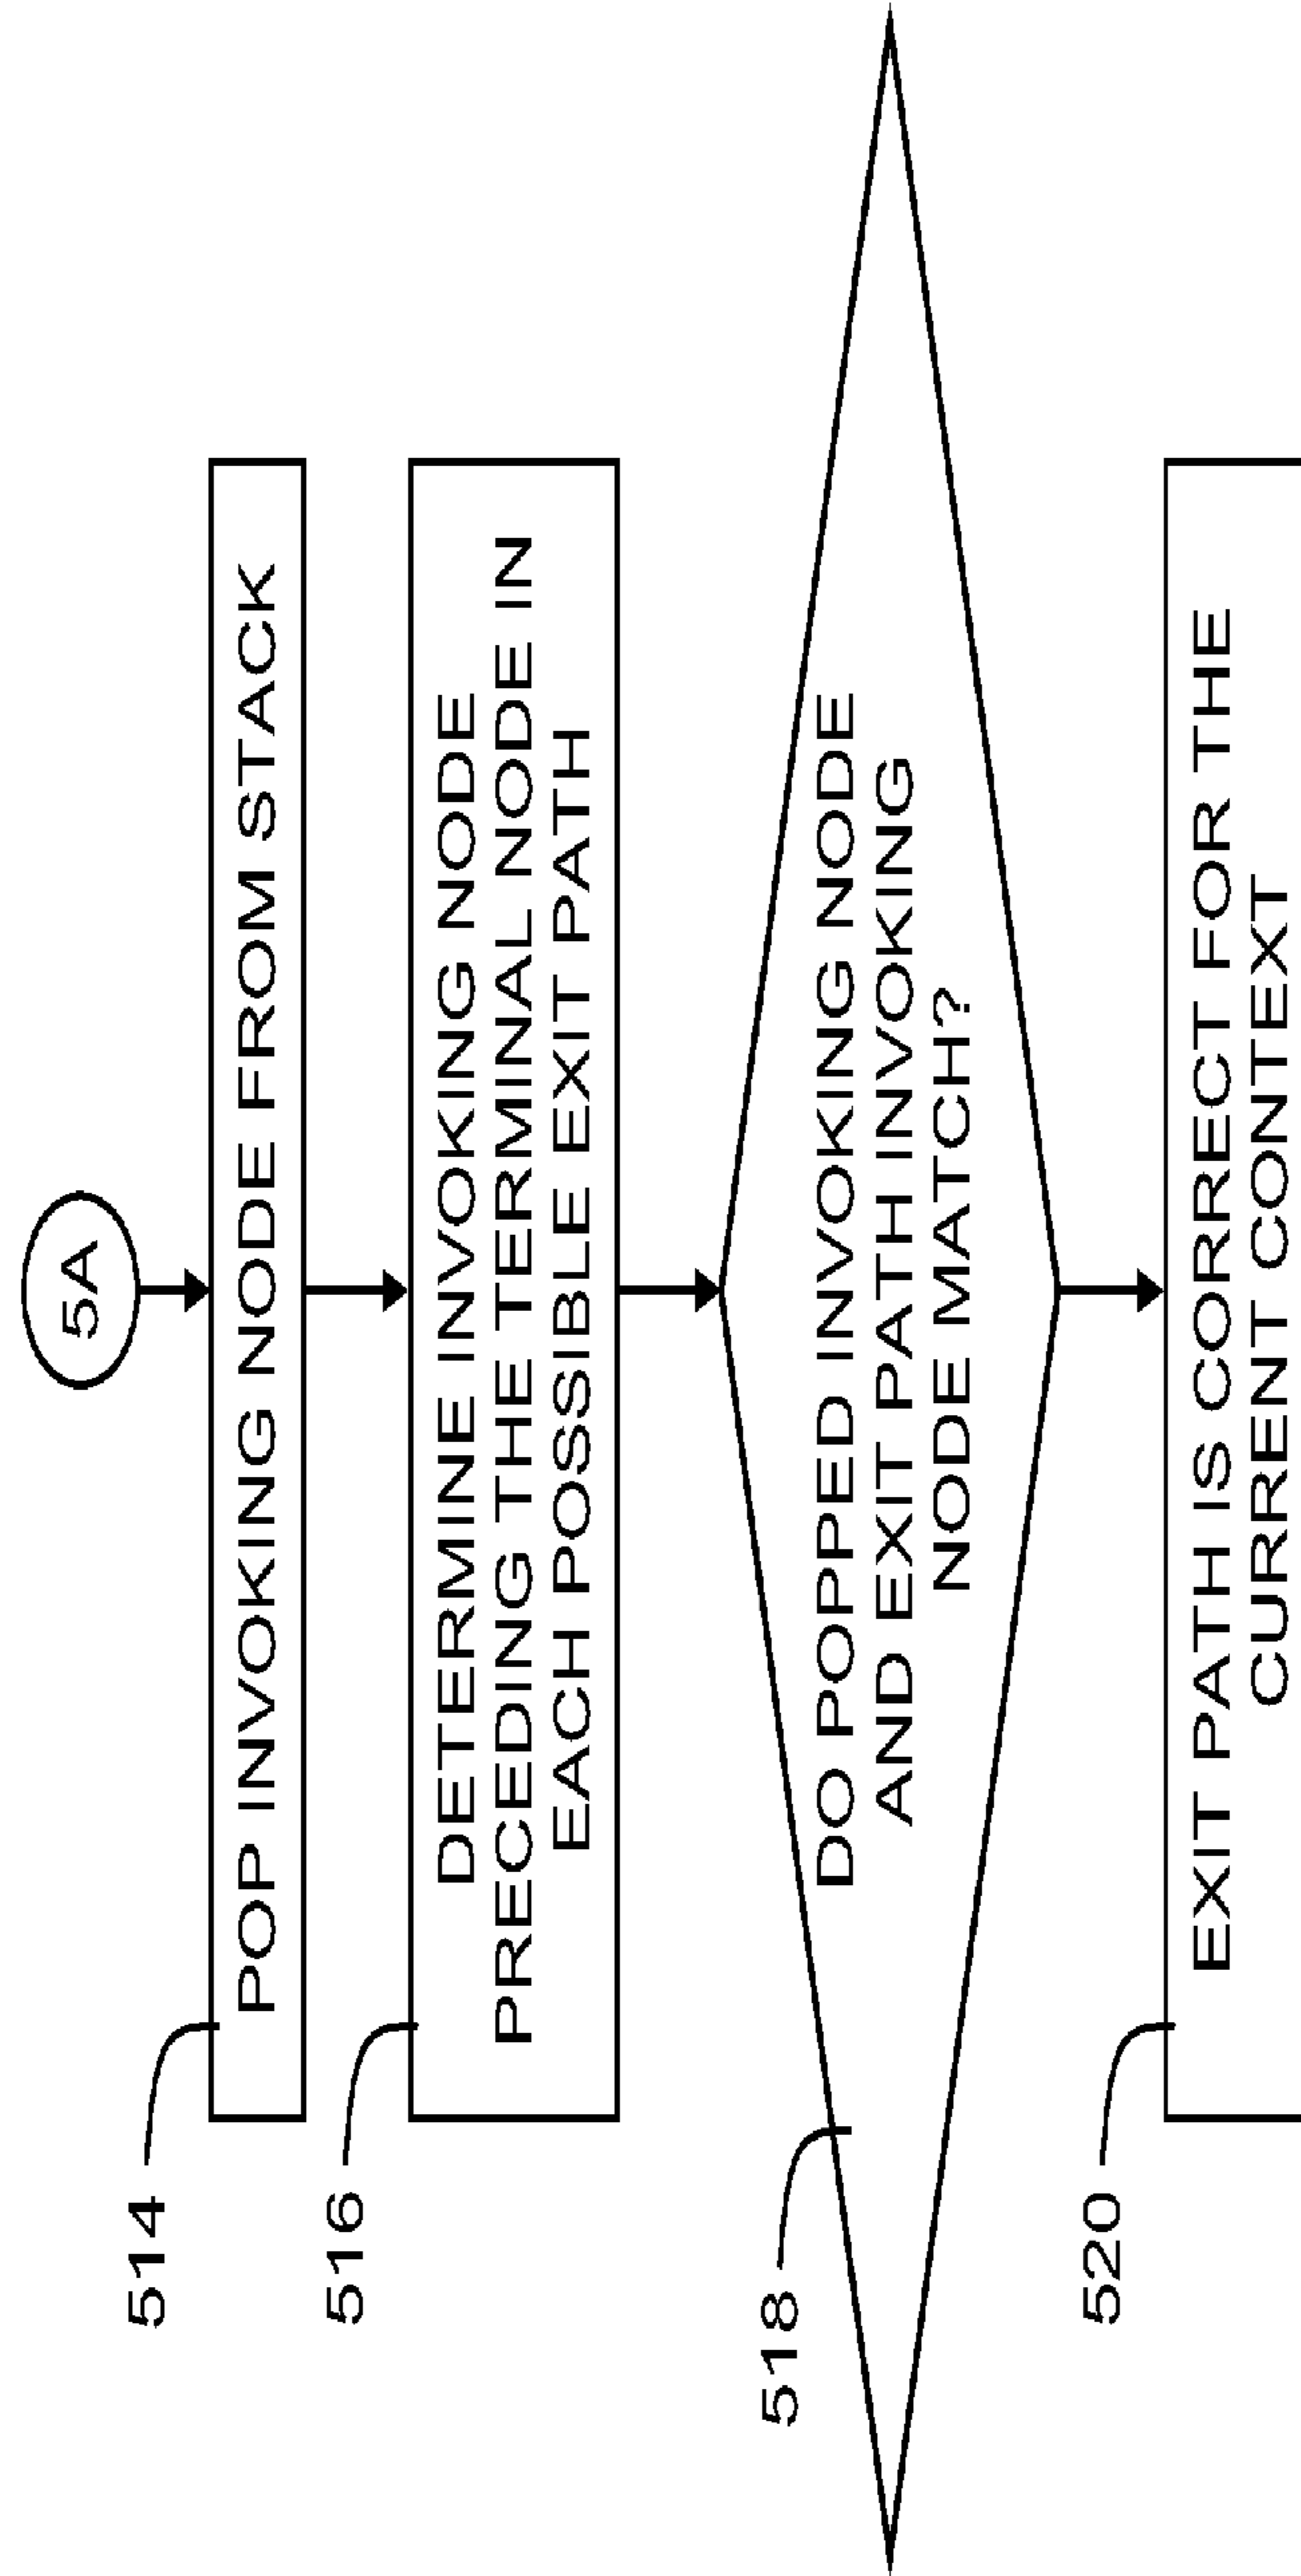 5A
514
POP INVOKING NODE FROM STACK
516
DETERMINE INVOKING NODE
PRECEDING THE TERMINAL NODE IN
EACH POSSIBLE EXIT PATH
518
DO POPPED INVOKING NODE
AND EXIT PATH INVOKING
NODE MATCH?
520
EXIT PATH IS CORRECT FOR THE
CURRENT CONTEXT